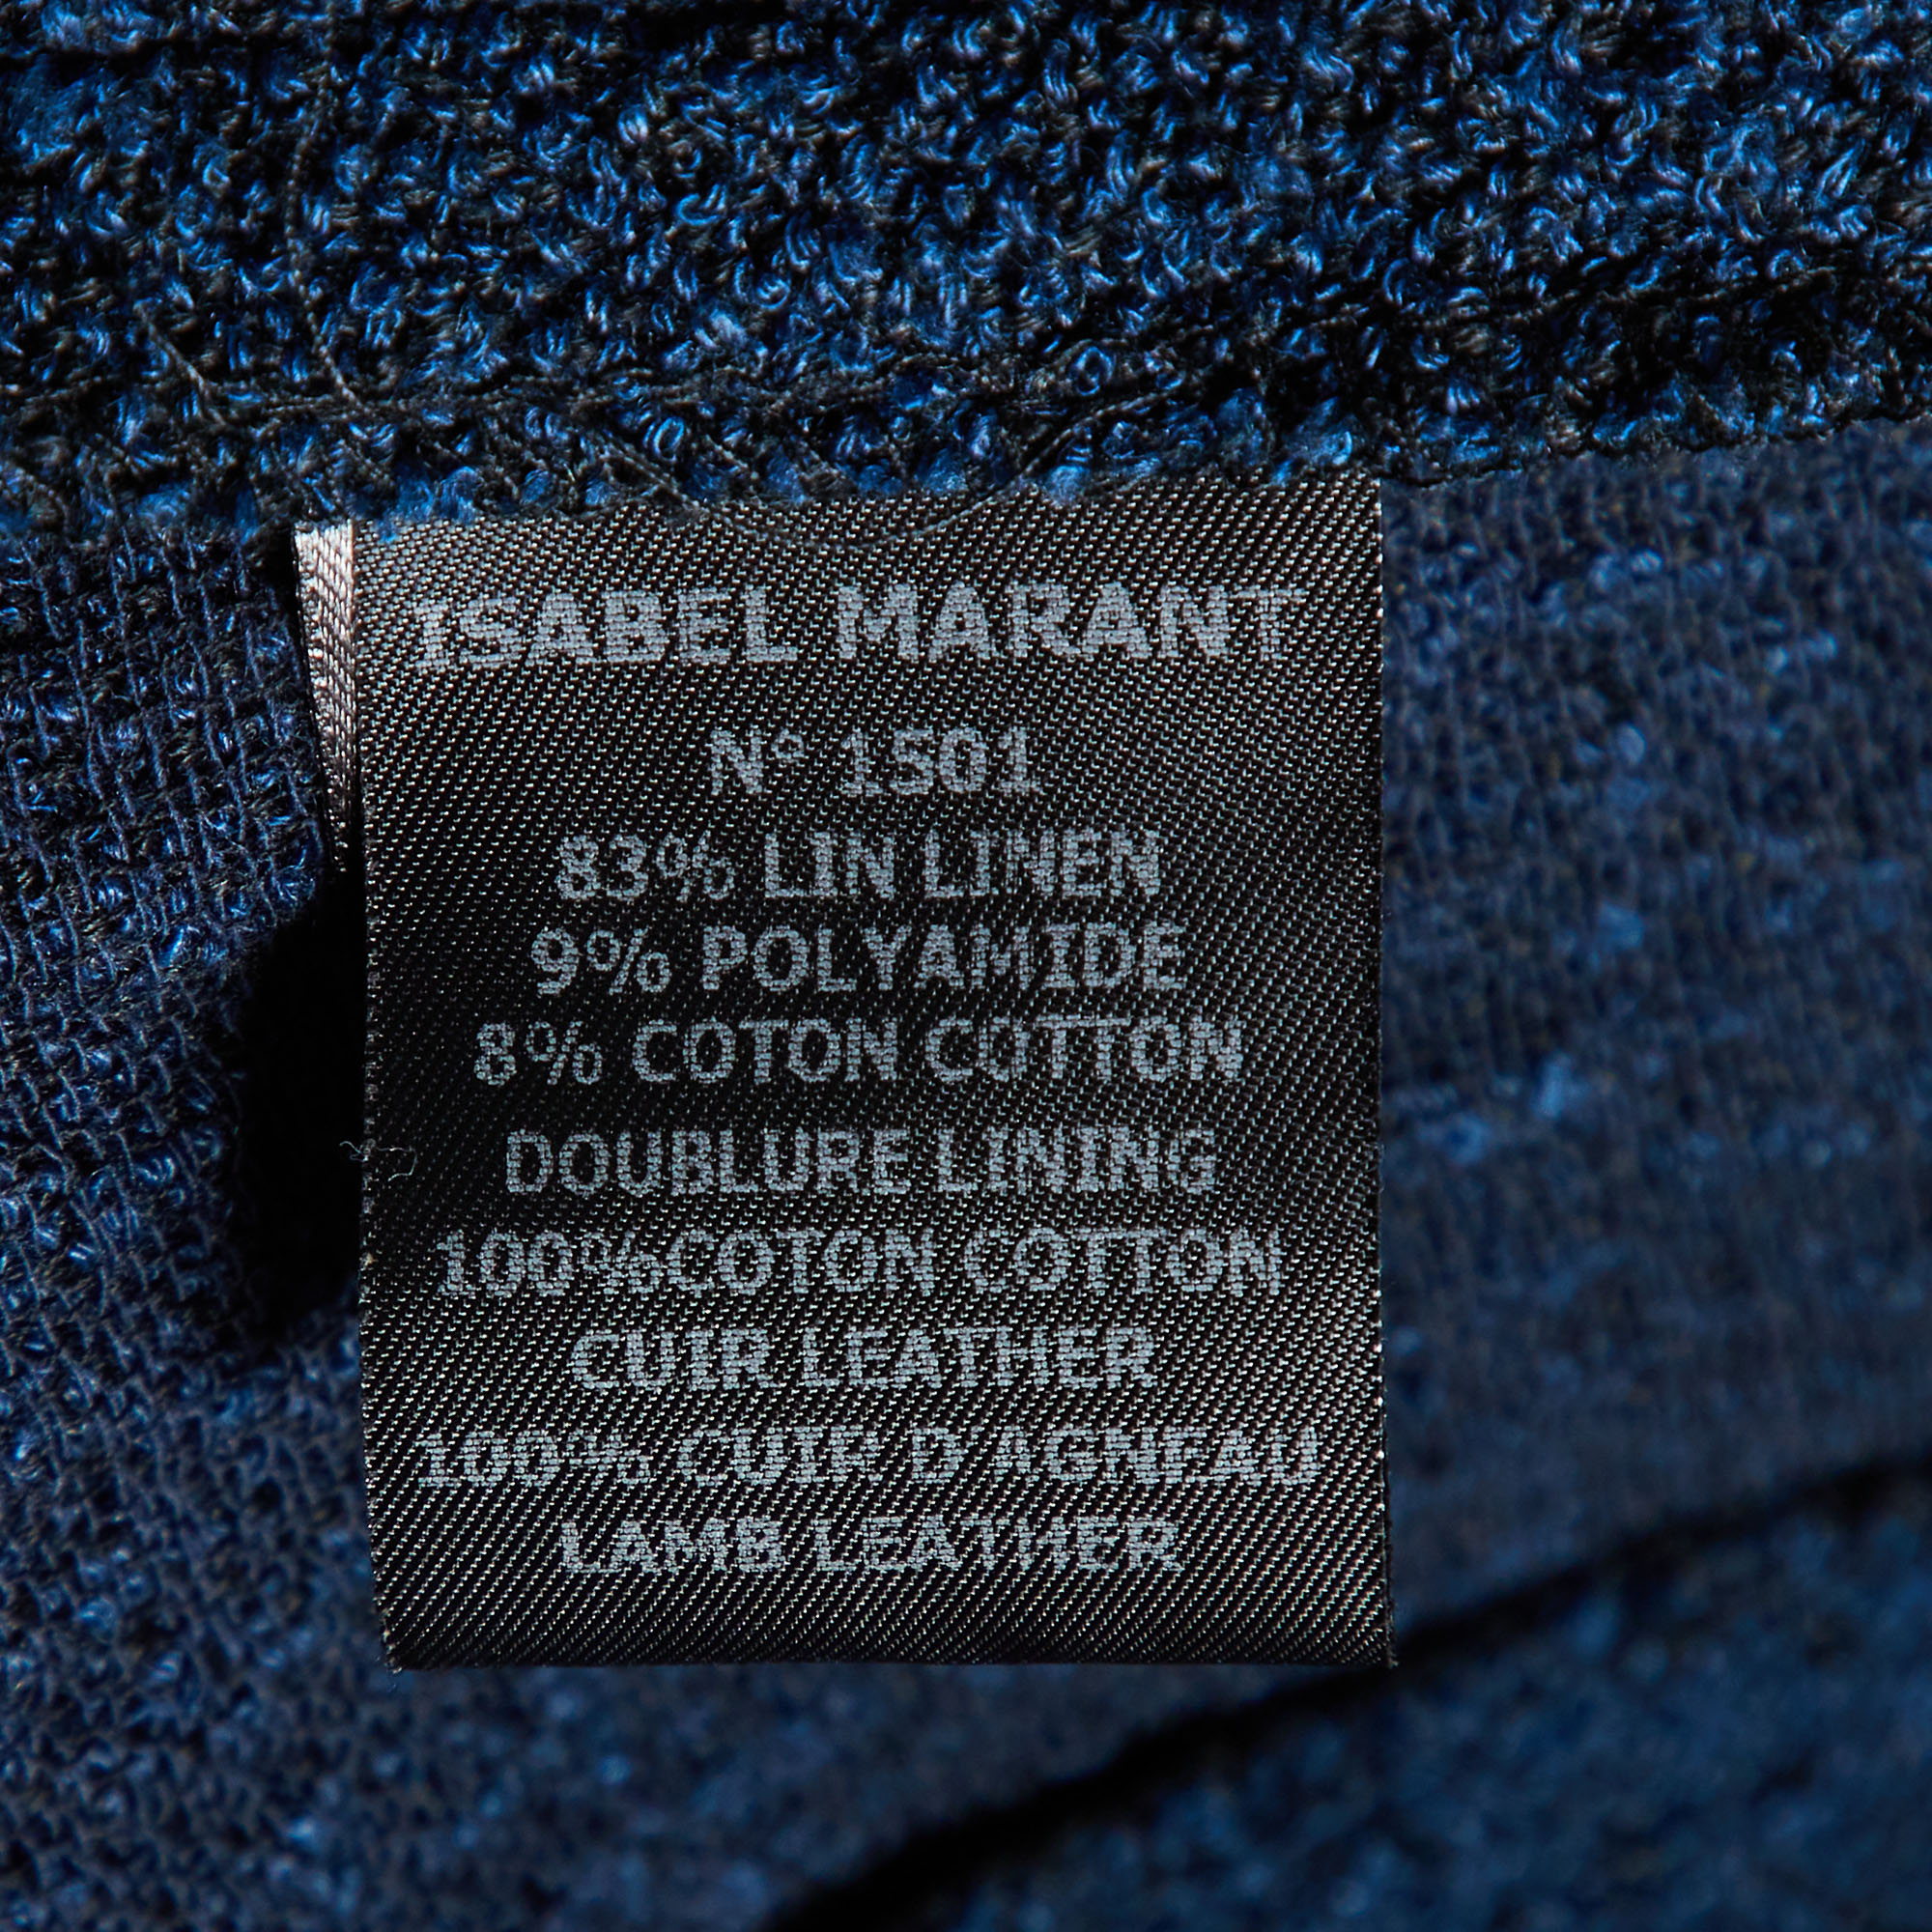 ISABEL MARANT
N° 1501
83% LIN LINEN
9% POLYAMIDE
8% COTON COTTON
DOUBLURE LINING
100%COTON COTTON
CUIR LEATHER
100% CUIR D'AGNEAU
LAMB LEATHER